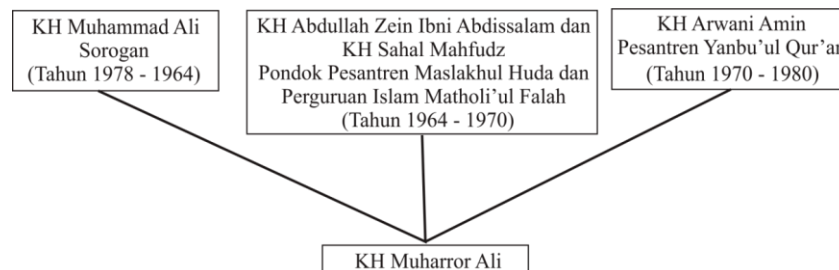 KH Muhammad Ali
Sorogan
(Tahun 1978 - 1964)
KH Abdullah Zein Ibni Abdissalam dan
KH Sahal Mahfudz
Pondok Pesantren Maslakhul Huda dan
Perguruan Islam Matholi’ul Falah
(Tahun 1964 - 1970)
KH Arwani Amin
Pesantren Yanbu’ul Qur’an
(Tahun 1970 - 1980)
KH Muharror Ali